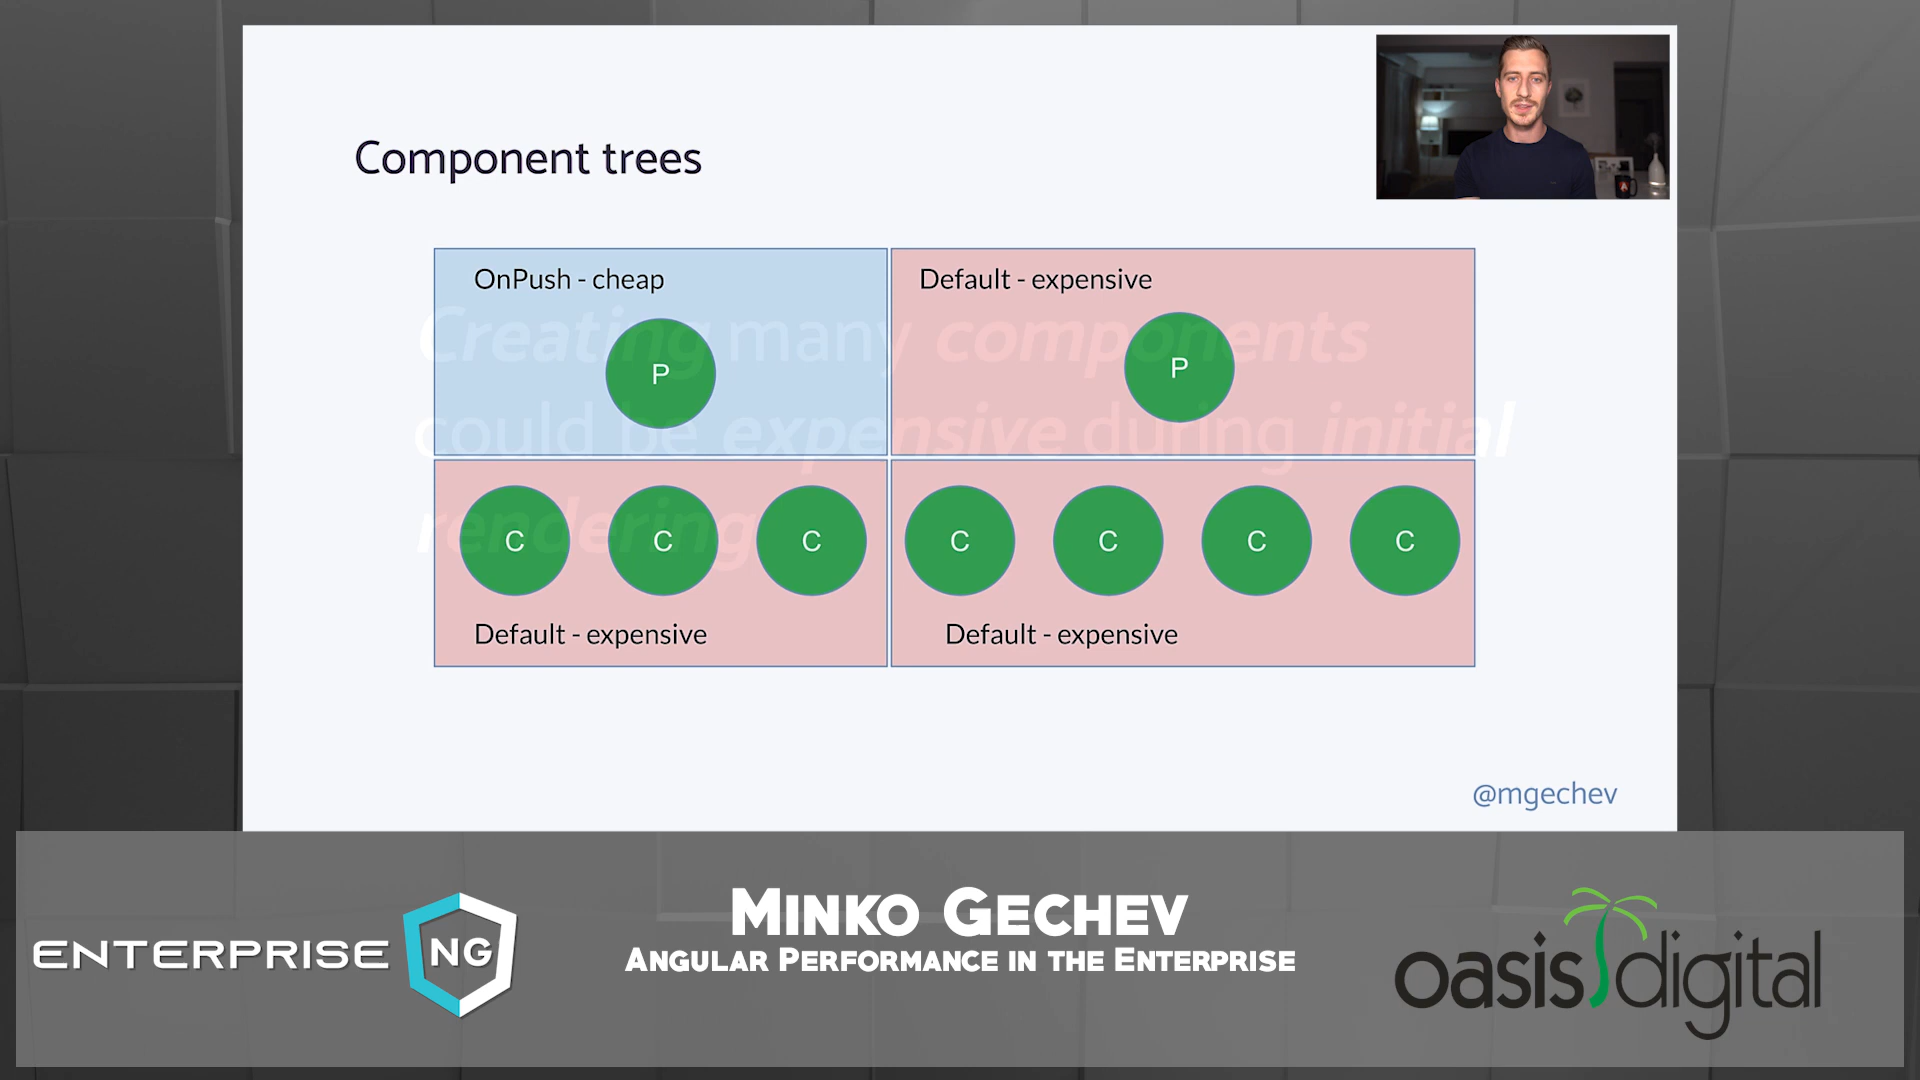 Component trees
OnPush - cheap
Default - expensive
Creating many components
could be expensive during initial
rendering
P
P
C
C
C
C
C
C
C
Default - expensive
Default - expensive
@mgechev
ENTERPRISE NG
MINKO GECHEV
ANGULAR PERFORMANCE IN THE ENTERPRISE
oasis digital